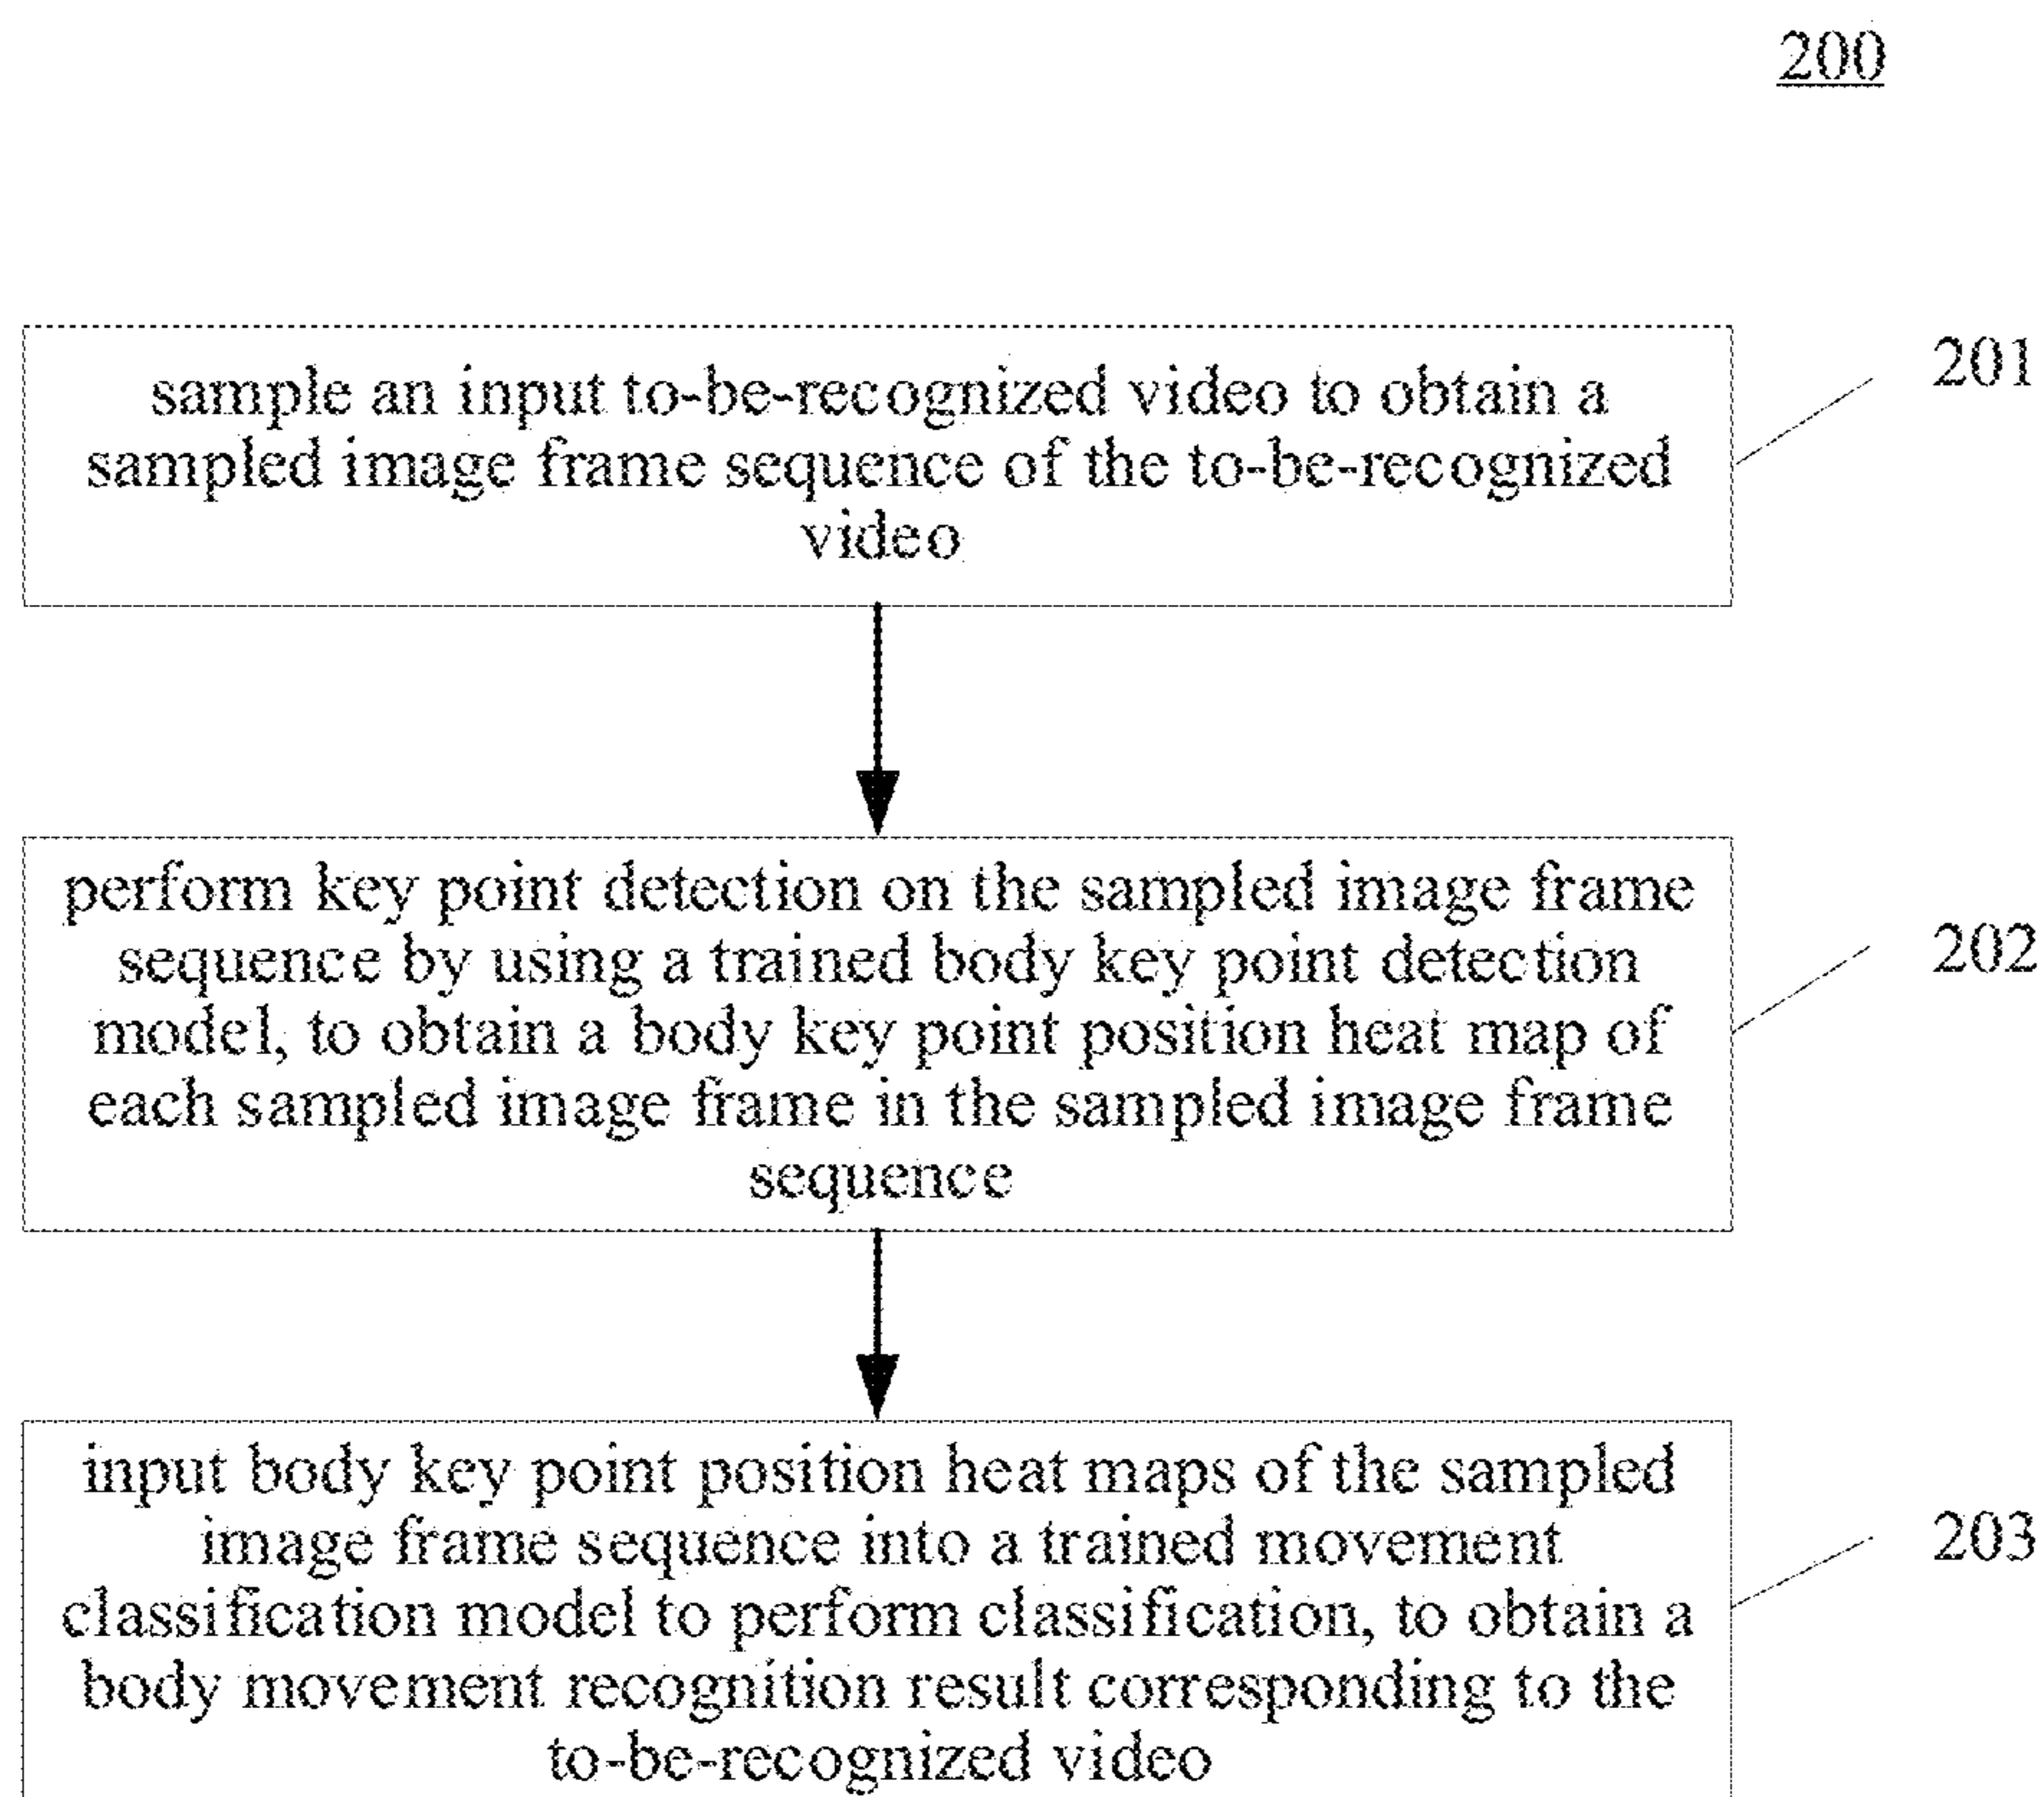 200
sample an input to-be-recognized video to obtain a
sampled image frame sequence of the to-be-recognized
video
201
perform key point detection on the sampled image frame
sequence by using a trained body key point detection
model, to obtain a body key point position heat map of
each sampled image frame in the sampled image frame
sequence
202
input body key point position heat maps of the sampled
image frame sequence into a trained movement
classification model to perform classification, to obtain a
body movement recognition result corresponding to the
to-be-recognized video
203